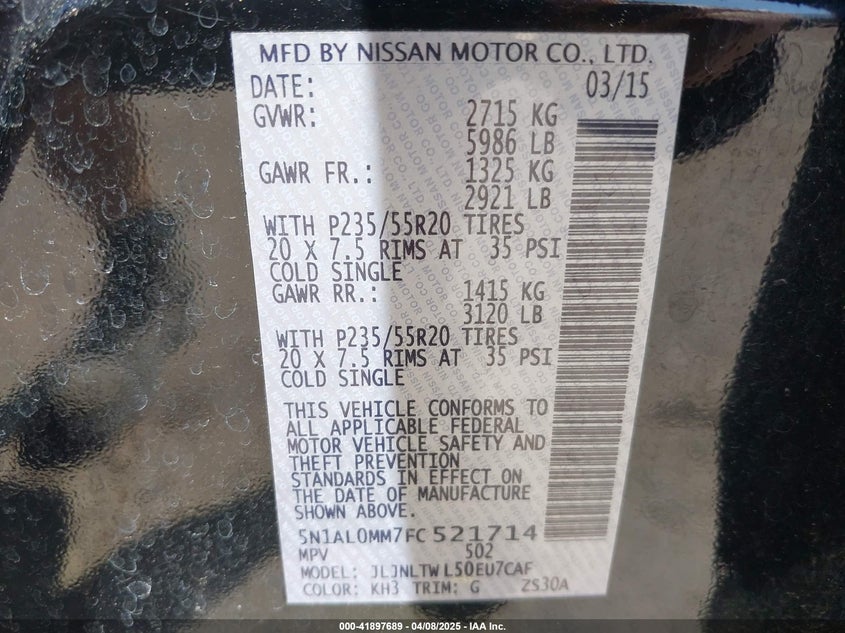 MFD BY NISSAN MOTOR CO., LTD.
DATE: 03/15
GVWR: 2715 KG
5986 LB
GAWR FR.: 1325 KG
2921 LB
WITH P235/55R20 TIRES
20 X 7.5 RIMS AT 35 PSI
COLD SINGLE
GAWR RR.: 1415 KG
3120 LB
WITH P235/55R20 TIRES
20 X 7.5 RIMS AT 35 PSI
COLD SINGLE
THIS VEHICLE CONFORMS TO
ALL APPLICABLE FEDERAL
MOTOR VEHICLE SAFETY AND
THEFT PREVENTION
STANDARDS IN EFFECT ON
THE DATE OF MANUFACTURE
SHOWN ABOVE.
5N1AL0MM7FC521714
MPV 502
MODEL: JLJNLTWL50EU7CAF
COLOR: KH3 TRIM: G ZS30A
000-41897689 - 04/08/2025 - IAA Inc.